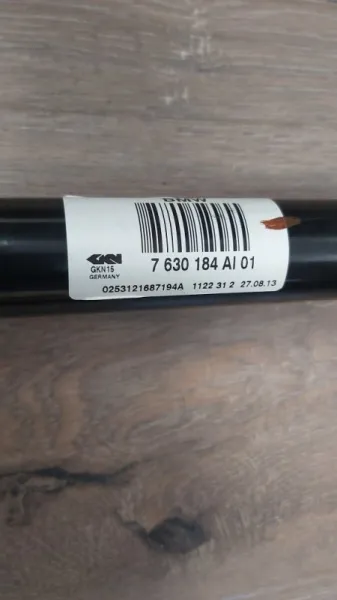 BMW
7 630 184 AI 01
GKN
GKN15
GERMANY
0253121687194A 1122 31 2 27.08.13